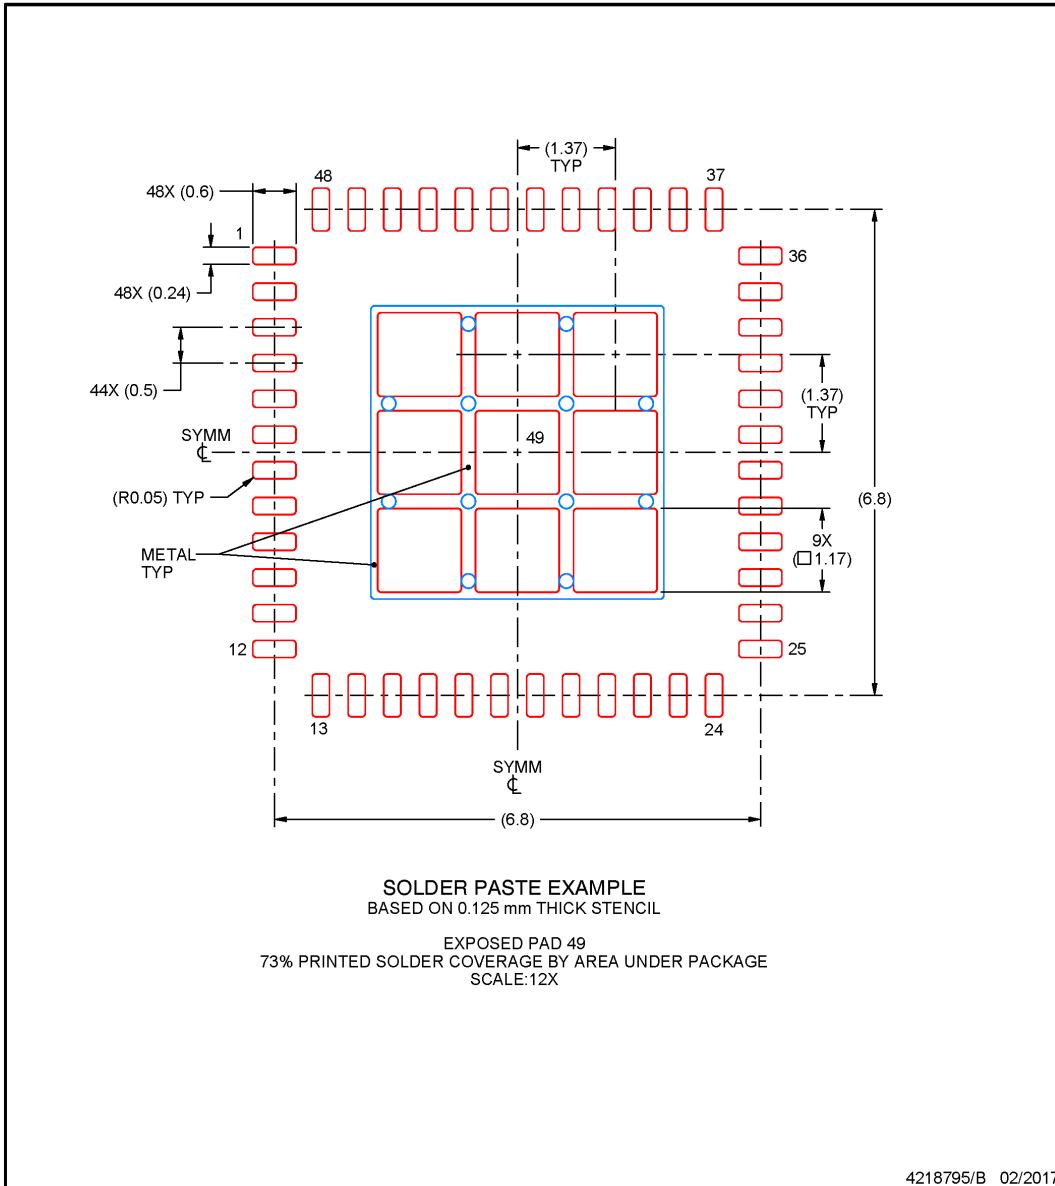 (1.37)
TYP
48
37
48X (0.6)
1
36
48X (0.24)
44X (0.5)
(1.37)
TYP
SYMM
℄
49
(R0.05) TYP
(6.8)
METAL
TYP
9X
(□1.17)
12
25
13
24
SYMM
℄
(6.8)
SOLDER PASTE EXAMPLE
BASED ON 0.125 mm THICK STENCIL
EXPOSED PAD 49
73% PRINTED SOLDER COVERAGE BY AREA UNDER PACKAGE
SCALE:12X
4218795/B 02/2017